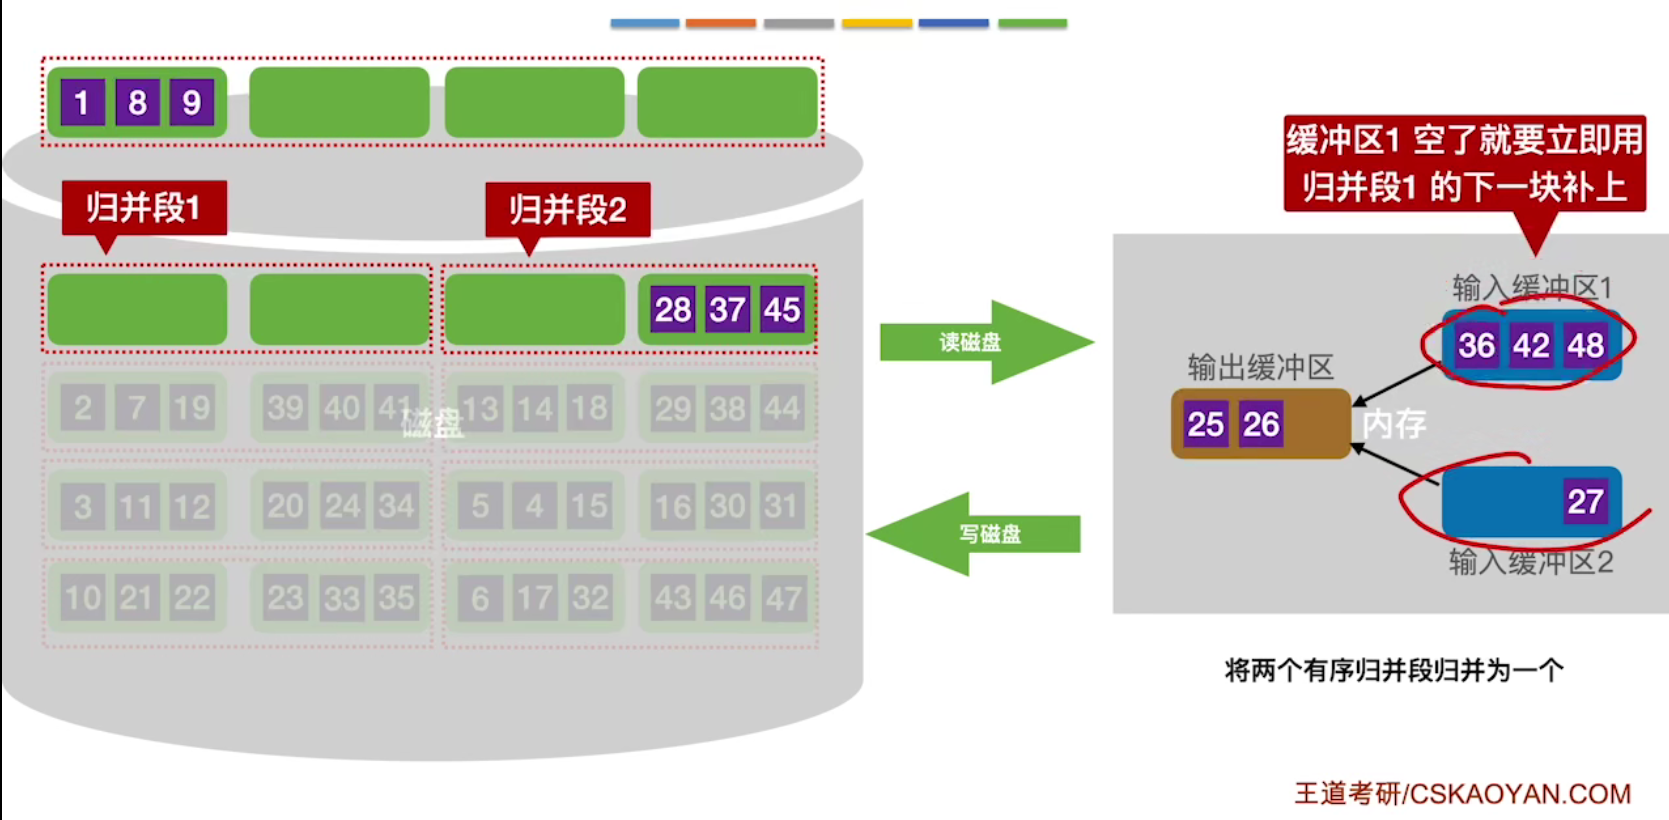 1 8 9
归并段1
归并段2
28 37 45
2 7 19 39 40 41 13 14 18 29 38 44
磁盘
3 11 12 20 24 34 5 4 15 16 30 31
10 21 22 23 33 35 6 17 32 43 46 47
读磁盘
写磁盘
缓冲区1 空了就要立即用
归并段1 的下一块补上
输入缓冲区1
36 42 48
输出缓冲区
25 26
内存
27
输入缓冲区2
将两个有序归并段归并为一个
王道考研/CSKAOYAN.COM